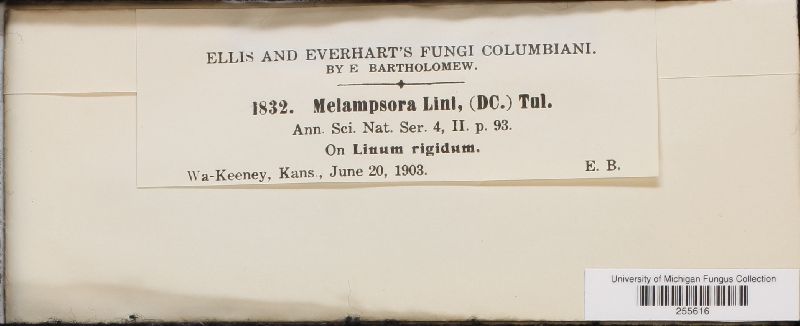 ELLIS AND EVERHART'S FUNGI COLUMBIANI.
BY E BARTHOLOMEW.
1832. Melampsora Lini, (DC.) Tul.
Ann. Sci. Nat. Ser. 4, II. p. 93.
On Linum rigidum.
Wa-Keeney, Kans., June 20, 1903. E. B.
University of Michigan Fungus Collection
255616